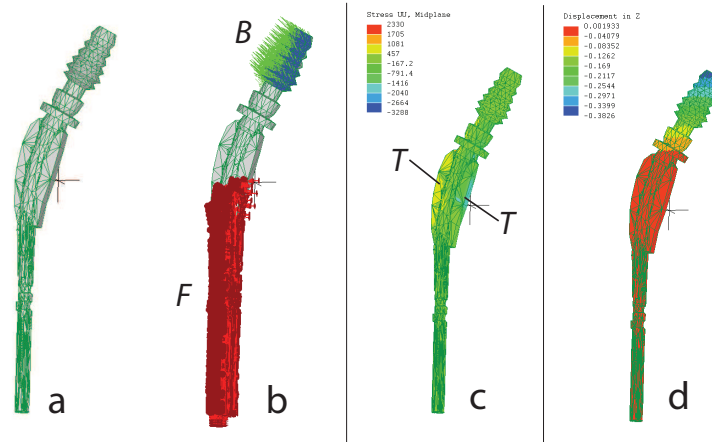 B
F
a
b
Stress UU, Midplane
2330
1705
1081
457
-167.2
-791.4
-1416
-2040
-2664
-3288
T
T
c
Displacement in Z
0.001933
-0.04079
-0.08352
-0.1262
-0.169
-0.2117
-0.2544
-0.2971
-0.3399
-0.3826
d